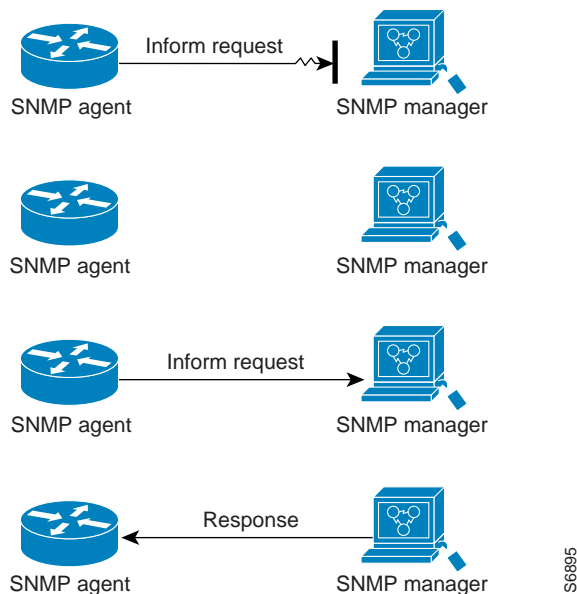 Inform request
SNMP agent
SNMP manager
SNMP agent
SNMP manager
Inform request
SNMP agent
SNMP manager
Response
SNMP agent
SNMP manager
S6895